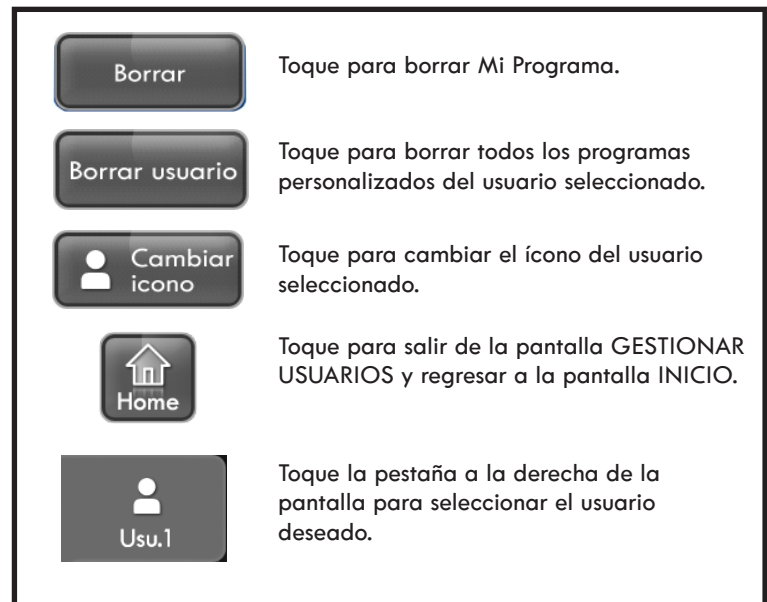 Borrar
Toque para borrar Mi Programa.
Borrar usuario
Toque para borrar todos los programas
personalizados del usuario seleccionado.
Cambiar
icono
Toque para cambiar el ícono del usuario
seleccionado.
Home
Toque para salir de la pantalla GESTIONAR
USUARIOS y regresar a la pantalla INICIO.
Usu.1
Toque la pestaña a la derecha de la
pantalla para seleccionar el usuario
deseado.